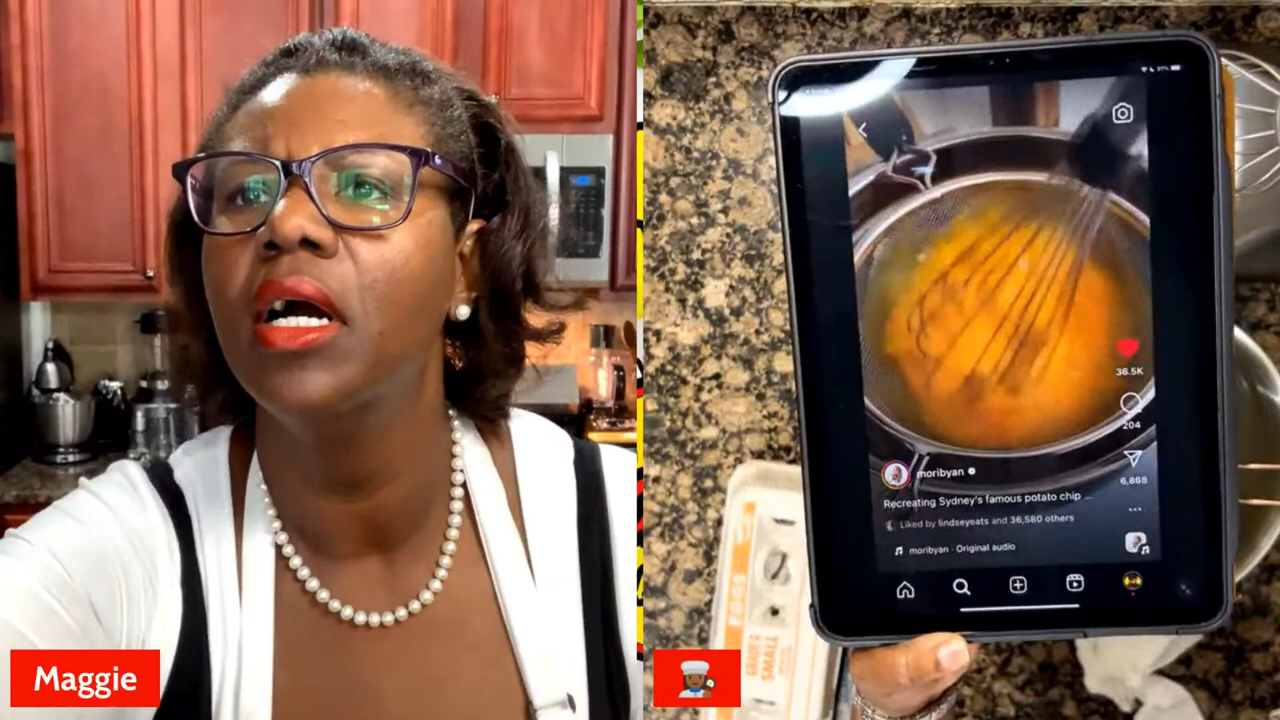 Maggie
36.5K
204
6,868
moribyan
Recreating Sydney's famous potato chip ...
Liked by lindseyeats and 36,580 others
moribyan · Original audio
EGGS
SMALL